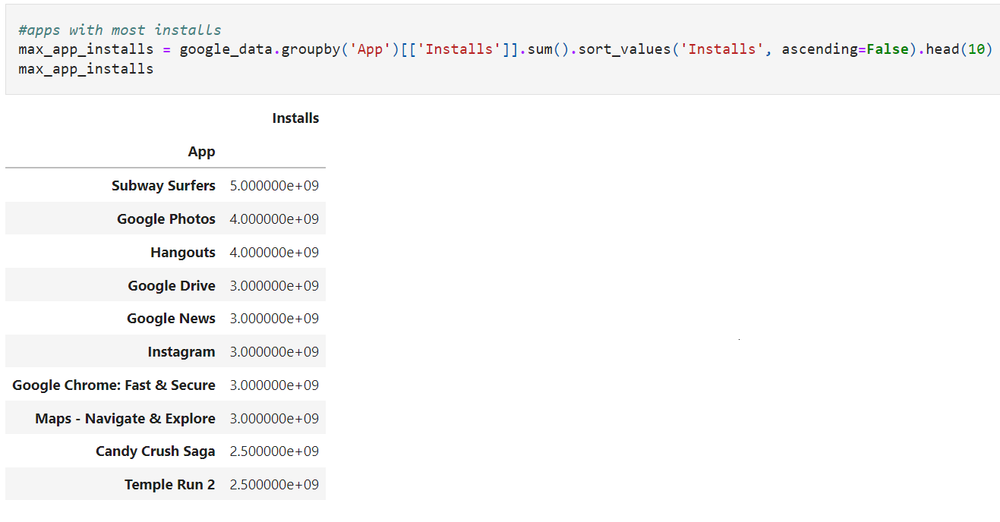 #apps with most installs
max_app_installs = google_data.groupby('App')[['Installs']].sum().sort_values('Installs', ascending=False).head(10)
max_app_installs
Installs
App
Subway Surfers 5.000000e+09
Google Photos 4.000000e+09
Hangouts 4.000000e+09
Google Drive 3.000000e+09
Google News 3.000000e+09
Instagram 3.000000e+09
Google Chrome: Fast & Secure 3.000000e+09
Maps - Navigate & Explore 3.000000e+09
Candy Crush Saga 2.500000e+09
Temple Run 2 2.500000e+09